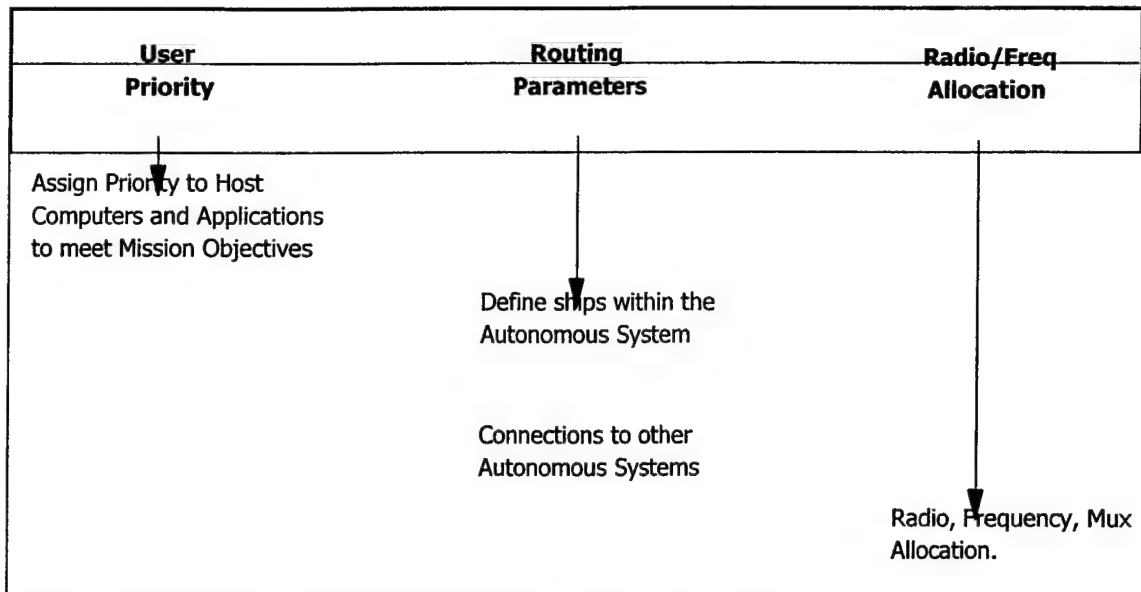 User
Priority
Routing
Parameters
Radio/Freq
Allocation
Assign Priority to Host
Computers and Applications
to meet Mission Objectives
Define ships within the
Autonomous System
Connections to other
Autonomous Systems
Radio, Frequency, Mux
Allocation.